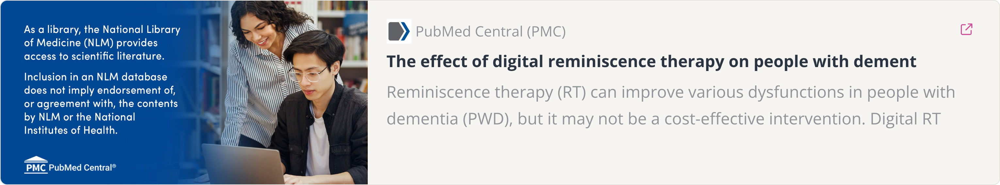 As a library, the National Library
of Medicine (NLM) provides
access to scientific literature.
Inclusion in an NLM database
does not imply endorsement of,
or agreement with, the contents
by NLM or the National
Institutes of Health.
PMC PubMed Central®
PubMed Central (PMC)
The effect of digital reminiscence therapy on people with dement
Reminiscence therapy (RT) can improve various dysfunctions in people with
dementia (PWD), but it may not be a cost-effective intervention. Digital RT